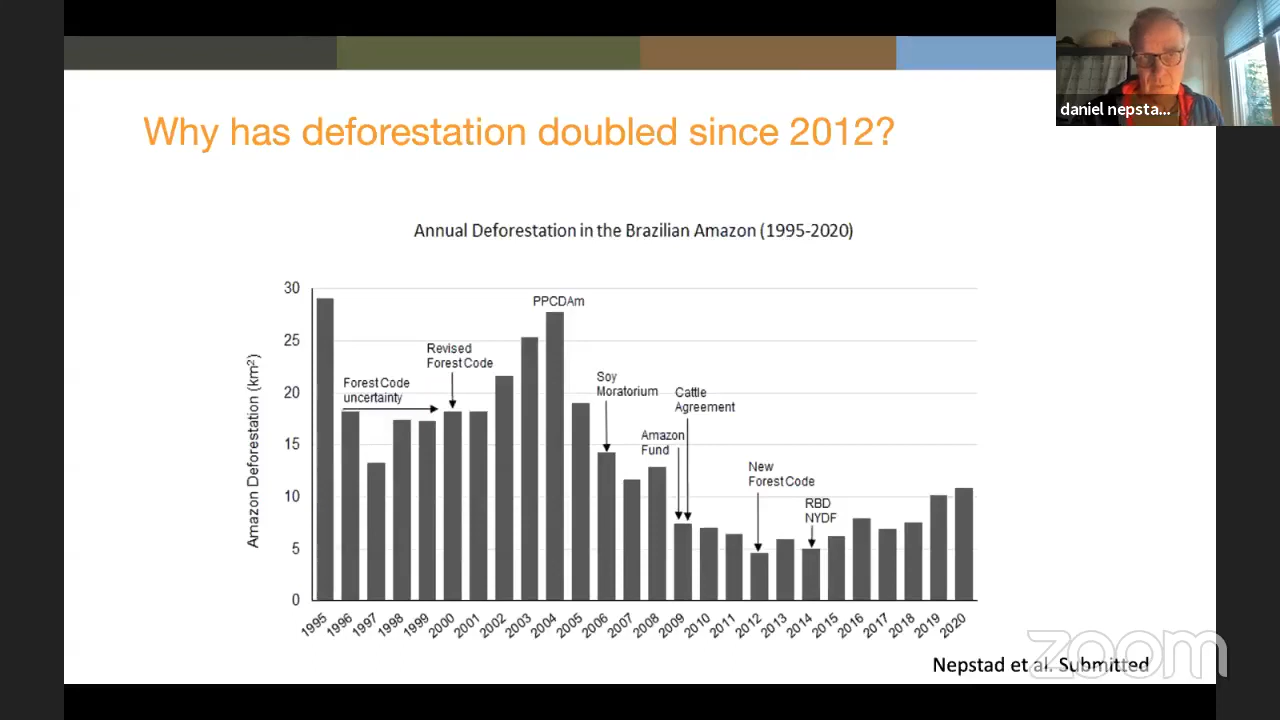 daniel nepsta...
Why has deforestation doubled since 2012?
Annual Deforestation in the Brazilian Amazon (1995-2020)
Amazon Deforestation (km²)
30
25
20
15
10
5
0
Forest Code
uncertainty
Revised
Forest Code
PPCDAm
Soy
Moratorium
Amazon
Fund
Cattle
Agreement
New
Forest Code
RBD
NYDF
1995
1996
1997
1998
1999
2000
2001
2002
2003
2004
2005
2006
2007
2008
2009
2010
2011
2012
2013
2014
2015
2016
2017
2018
2019
2020
Nepstad et al. Submitted
zoom